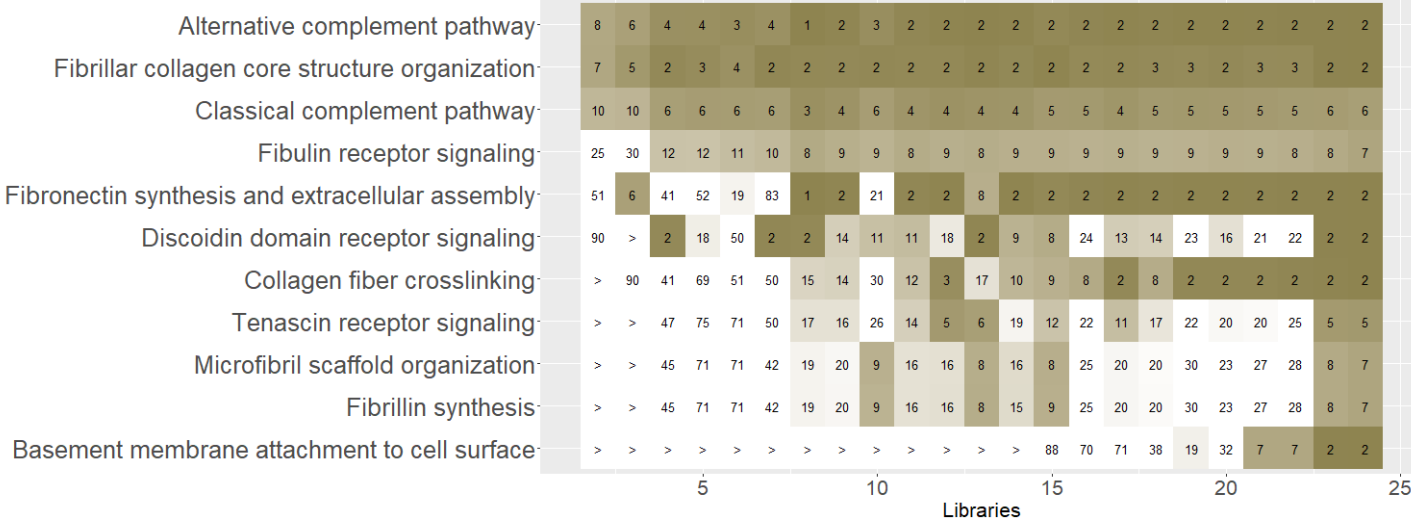 Alternative complement pathway 8 6 4 4 3 4 1 2 3 2 2 2 2 2 2 2 2 2 2 2 2 2 2
Fibrillar collagen core structure organization 7 5 2 3 4 2 2 2 2 2 2 2 2 2 2 2 3 3 2 3 3 2 2
Classical complement pathway 10 10 6 6 6 6 3 4 6 4 4 4 4 5 5 4 5 5 5 5 5 6 6
Fibulin receptor signaling 25 30 12 12 11 10 8 9 9 8 9 8 9 9 9 9 9 9 9 9 8 8 7
Fibronectin synthesis and extracellular assembly 51 6 41 52 19 83 1 2 21 2 2 8 2 2 2 2 2 2 2 2 2 2 2
Discoidin domain receptor signaling 90 > 2 18 50 2 2 14 11 11 18 2 9 8 24 13 14 23 16 21 22 2 2
Collagen fiber crosslinking > 90 41 69 51 50 15 14 30 12 3 17 10 9 8 2 8 2 2 2 2 2 2
Tenascin receptor signaling > > 47 75 71 50 17 16 26 14 5 6 19 12 22 11 17 22 20 20 25 5 5
Microfibril scaffold organization > > 45 71 71 42 19 20 9 16 16 8 16 8 25 20 20 30 23 27 28 8 7
Fibrillin synthesis > > 45 71 71 42 19 20 9 16 16 8 15 9 25 20 20 30 23 27 28 8 7
Basement membrane attachment to cell surface > > > > > > > > > > > > > 88 70 71 38 19 32 7 7 2 2
5 10 15 20 25
Libraries